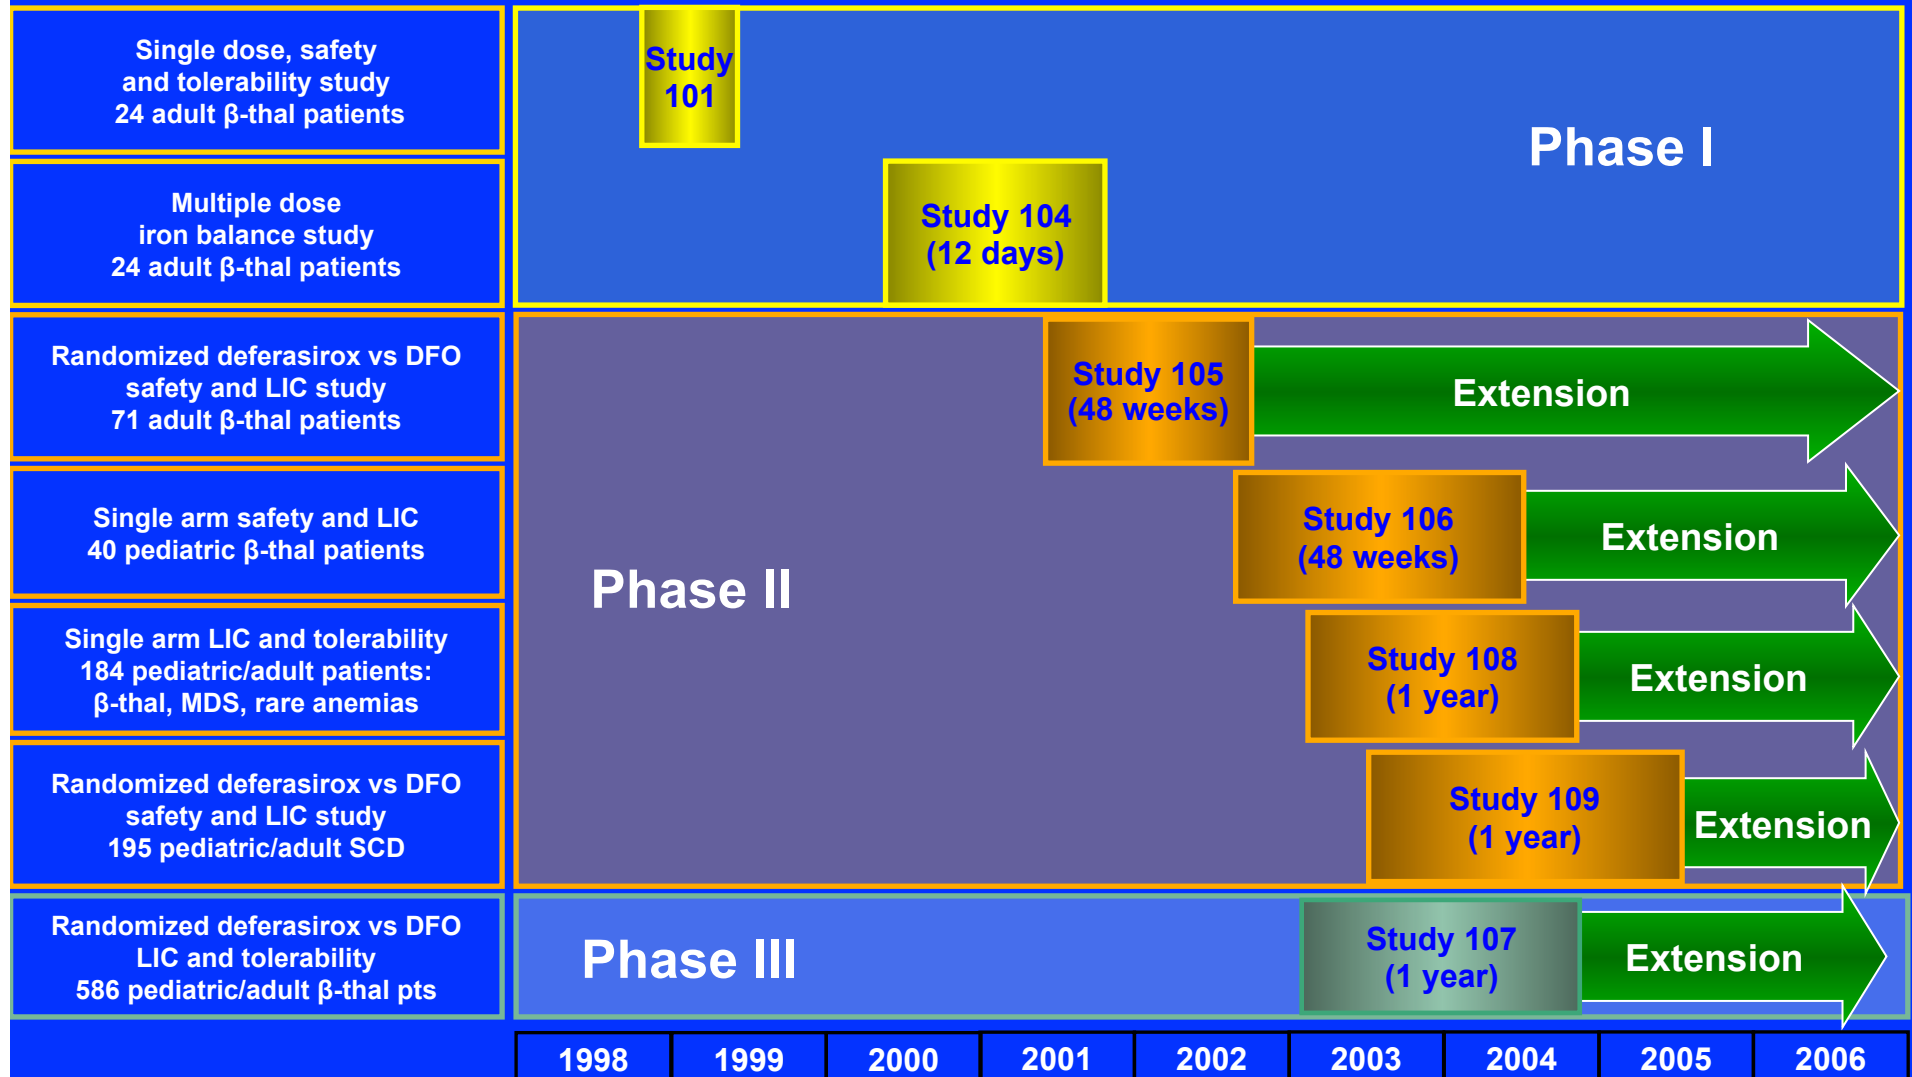 Single dose, safety
and tolerability study
24 adult β-thal patients
Study
101
Phase I
Multiple dose
iron balance study
24 adult β-thal patients
Study 104
(12 days)
Randomized deferasirox vs DFO
safety and LIC study
71 adult β-thal patients
Study 105
(48 weeks)
Extension
Single arm safety and LIC
40 pediatric β-thal patients
Study 106
(48 weeks)
Extension
Phase II
Single arm LIC and tolerability
184 pediatric/adult patients:
β-thal, MDS, rare anemias
Study 108
(1 year)
Extension
Randomized deferasirox vs DFO
safety and LIC study
195 pediatric/adult SCD
Study 109
(1 year)
Extension
Randomized deferasirox vs DFO
LIC and tolerability
586 pediatric/adult β-thal pts
Phase III
Study 107
(1 year)
Extension
1998 1999 2000 2001 2002 2003 2004 2005 2006